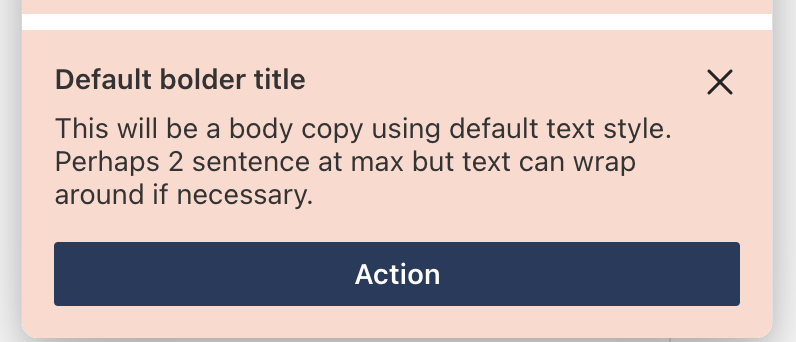 Default bolder title
This will be a body copy using default text style.
Perhaps 2 sentence at max but text can wrap
around if necessary.
Action